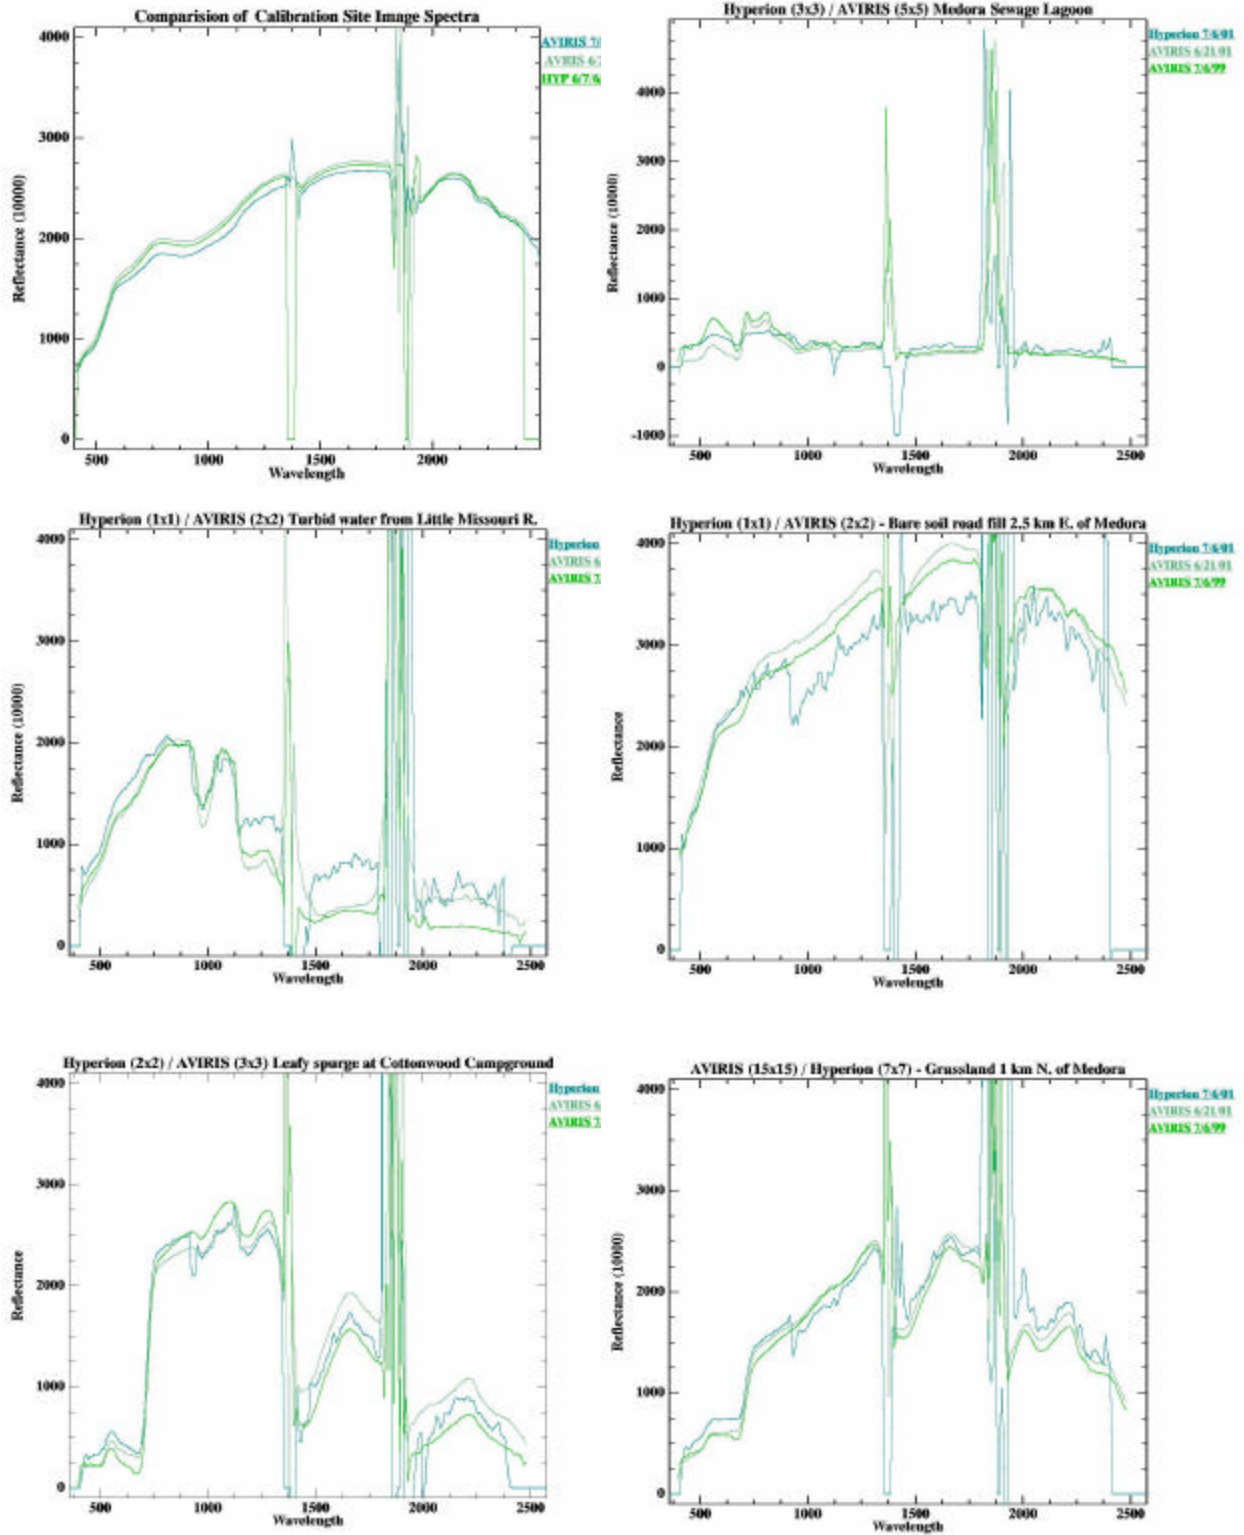 Comparision of Calibration Site Image Spectra
4000
3000
2000
1000
0
Reflectance (10000)
500 1000 1500 2000
Wavelength
AVIRIS 7/
AVRIS 6/
HYP 6/7/6
Hyperion (3x3) / AVIRIS (5x5) Medora Sewage Lagoon
4000
3000
2000
1000
0
-1000
Reflectance (10000)
500 1000 1500 2000 2500
Wavelength
Hyperion 7/6/01
AVIRIS 6/21/01
AVIRIS 7/6/99
Hyperion (1x1) / AVIRIS (2x2) Turbid water from Little Missouri R.
4000
3000
2000
1000
0
Reflectance (10000)
500 1000 1500 2000 2500
Wavelength
Hyperion
AVIRIS 6/
AVIRIS 7/
Hyperion (1x1) / AVIRIS (2x2) - Bare soil road fill 2.5 km E. of Medora
4000
3000
2000
1000
0
Reflectance
500 1000 1500 2000 2500
Wavelength
Hyperion 7/6/01
AVIRIS 6/21/01
AVIRIS 7/6/99
Hyperion (2x2) / AVIRIS (3x3) Leafy spurge at Cottonwood Campground
4000
3000
2000
1000
0
Reflectance
500 1000 1500 2000 2500
Wavelength
Hyperion
AVIRIS 6/
AVIRIS 7/
AVIRIS (15x15) / Hyperion (7x7) - Grassland 1 km N. of Medora
4000
3000
2000
1000
0
Reflectance (10000)
500 1000 1500 2000 2500
Wavelength
Hyperion 7/6/01
AVIRIS 6/21/01
AVIRIS 7/6/99